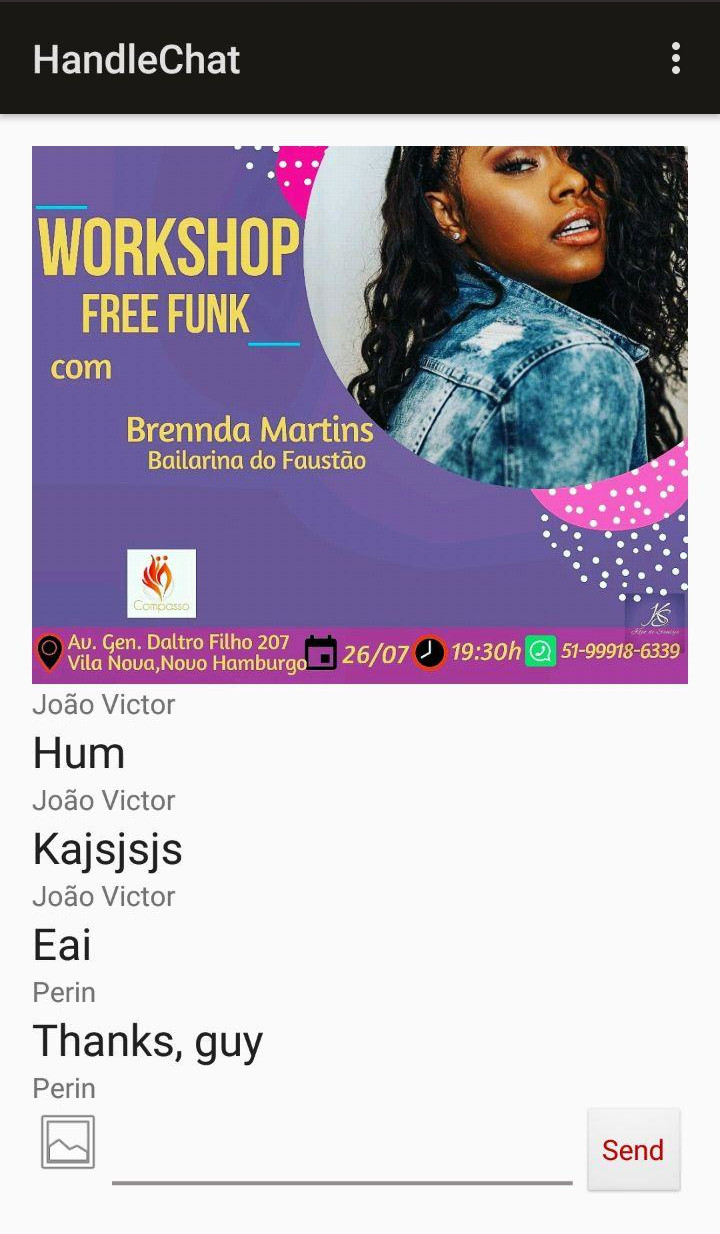 HandleChat
WORKSHOP
FREE FUNK
com
Brennda Martins
Bailarina do Faustão
Compasso
Av. Gen. Daltro Filho 207
Vila Nova,Novo Hamburgo
26/07
19:30h
51-99918-6339
João Victor
Hum
João Victor
Kajsjsjs
João Victor
Eai
Perin
Thanks, guy
Perin
Send